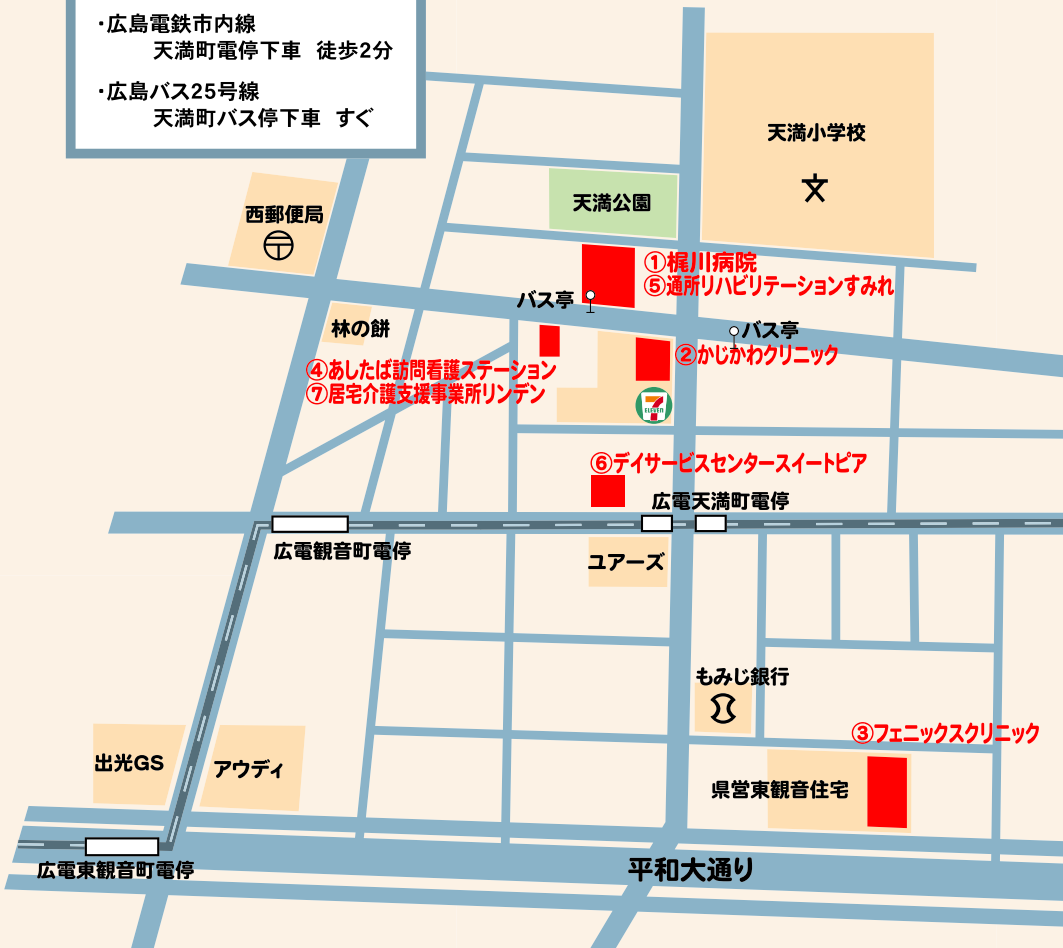 ・広島電鉄市内線
天満町電停下車 徒歩2分
・広島バス25号線
天満町バス停下車 すぐ
天満小学校
文
西郵便局
天満公園
①梶川病院
⑤通所リハビリテーションすみれ
バス亭
バス亭
林の餅
②かじかわクリニック
④あしたば訪問看護ステーション
⑦居宅介護支援事業所リンデン
7
ELEVEN
⑥デイサービスセンタースイートピア
広電天満町電停
広電観音町電停
ユアーズ
もみじ銀行
③フェニックスクリニック
出光GS
アウディ
県営東観音住宅
広電東観音町電停
平和大通り